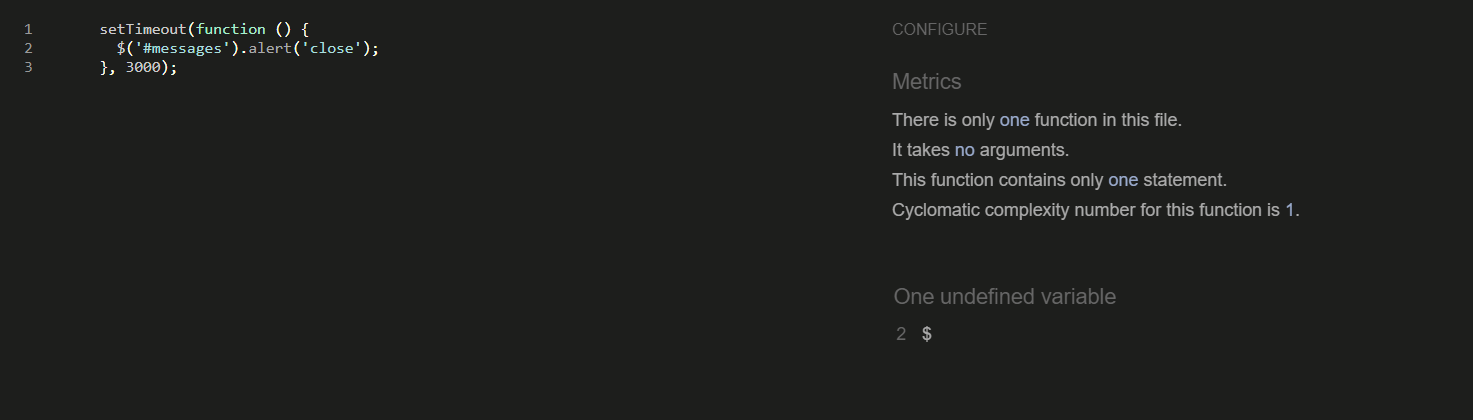 1 setTimeout(function () {
2 $('#messages').alert('close');
3 }, 3000);
CONFIGURE
Metrics
There is only one function in this file.
It takes no arguments.
This function contains only one statement.
Cyclomatic complexity number for this function is 1.
One undefined variable
2 $